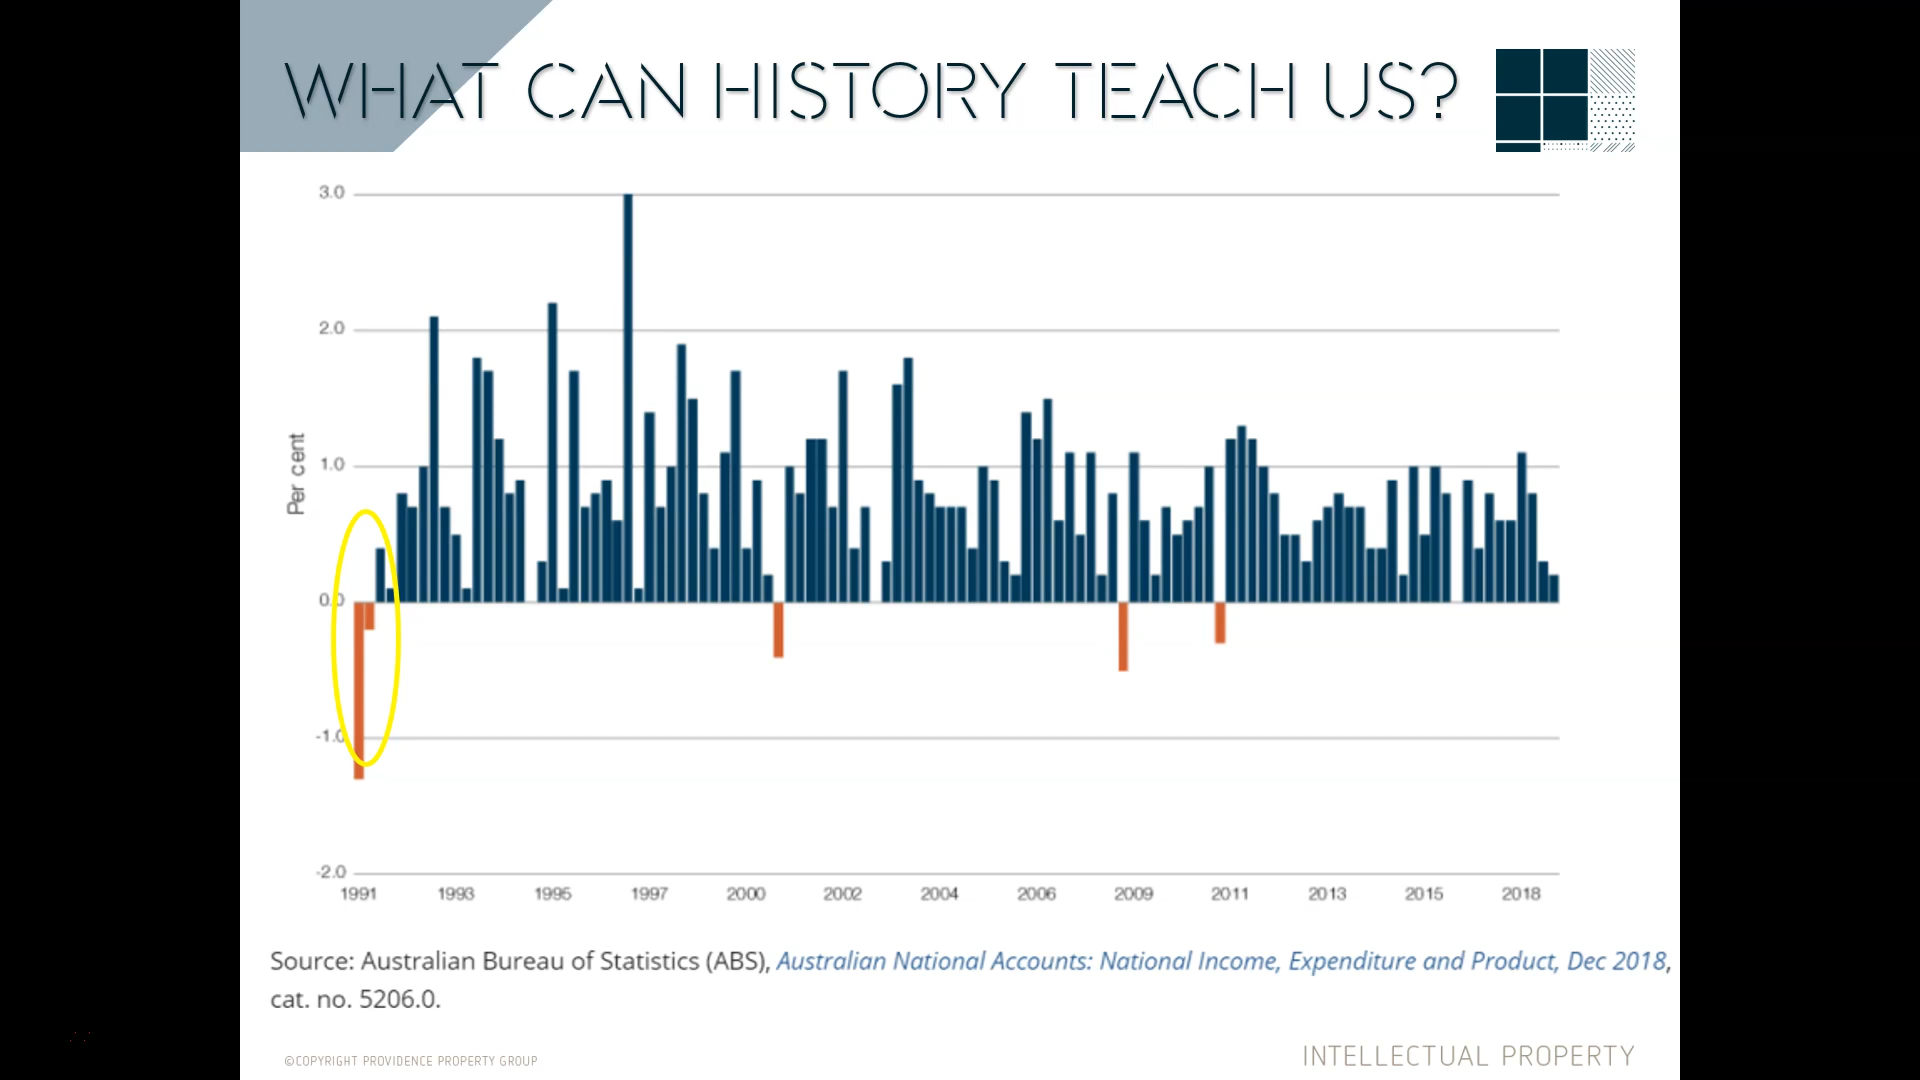 WHAT CAN HISTORY TEACH US?
3.0
2.0
1.0
0.0
-1.0
-2.0
Per cent
1991 1993 1995 1997 2000 2002 2004 2006 2009 2011 2013 2015 2018
Source: Australian Bureau of Statistics (ABS), Australian National Accounts: National Income, Expenditure and Product, Dec 2018,
cat. no. 5206.0.
©COPYRIGHT PROVIDENCE PROPERTY GROUP
INTELLECTUAL PROPERTY